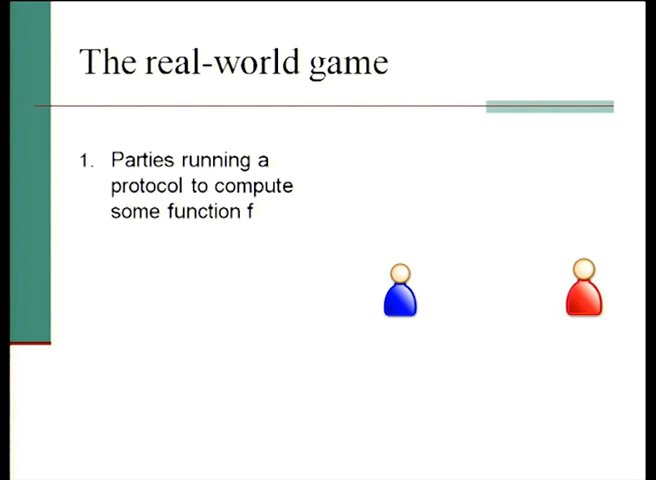 The real-world game
1. Parties running a
protocol to compute
some function f